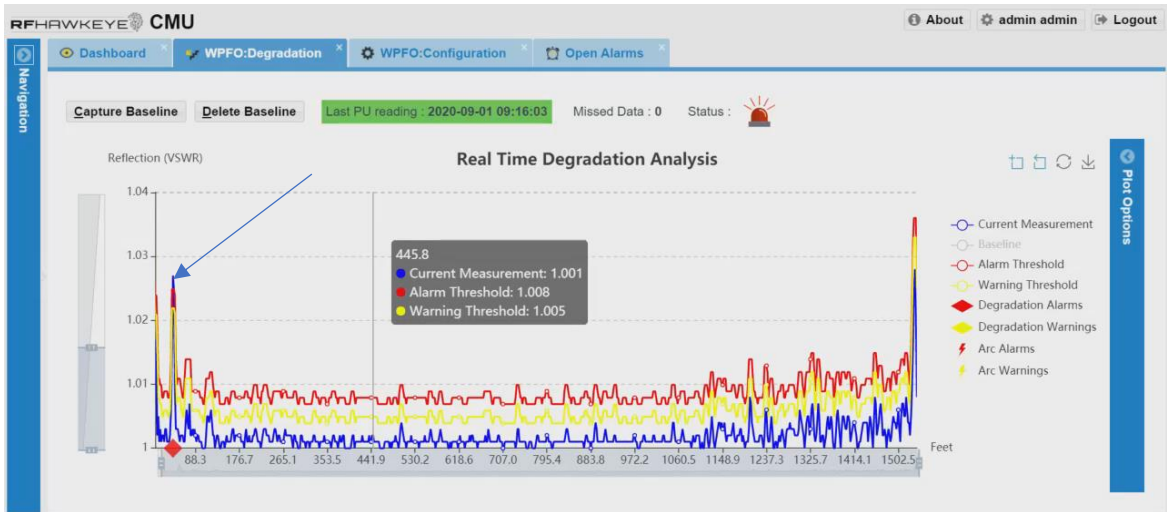 RFHAWKEYE CMU
About admin admin Logout
Navigation
Dashboard WPFO:Degradation WPFO:Configuration Open Alarms
Capture Baseline Delete Baseline Last PU reading : 2020-09-01 09:16:03 Missed Data : 0 Status :
Reflection (VSWR) Real Time Degradation Analysis
Plot Options
1.04
1.03
1.02
1.01
1
445.8
Current Measurement: 1.001
Alarm Threshold: 1.008
Warning Threshold: 1.005
Current Measurement
Baseline
Alarm Threshold
Warning Threshold
Degradation Alarms
Degradation Warnings
Arc Alarms
Arc Warnings
88.3 176.7 265.1 353.5 441.9 530.2 618.6 707.0 795.4 883.8 972.2 1060.5 1148.9 1237.3 1325.7 1414.1 1502.5
Feet